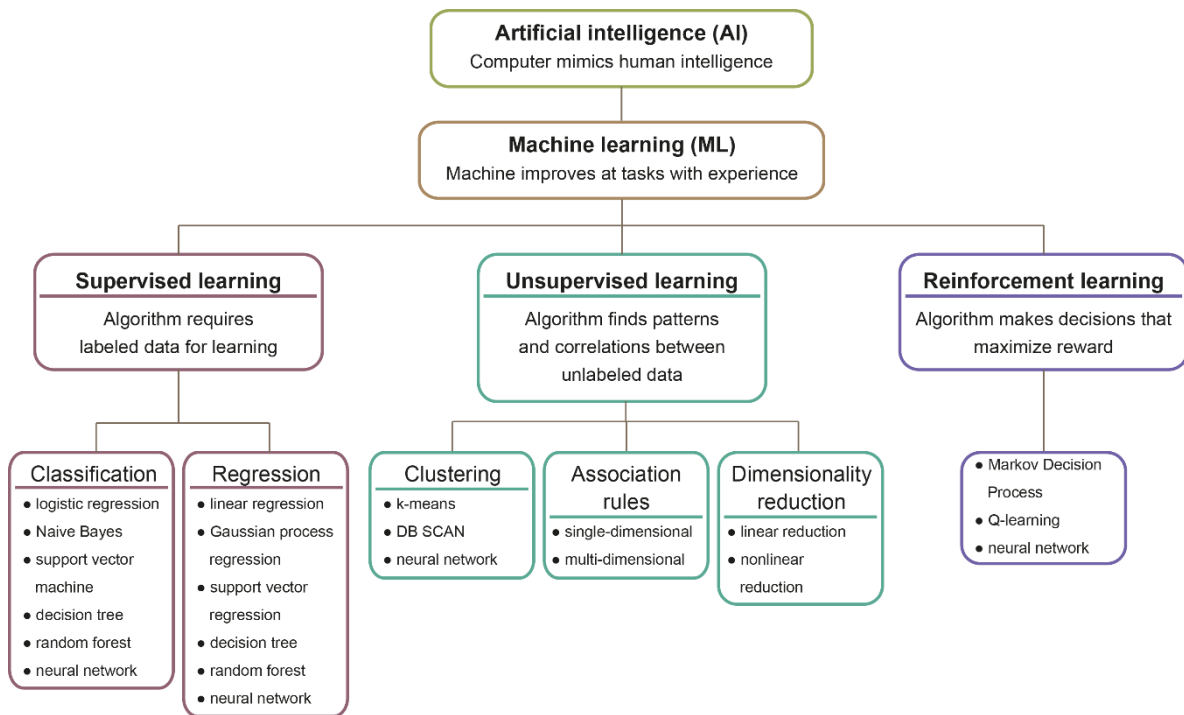 Artificial intelligence (AI)
Computer mimics human intelligence
Machine learning (ML)
Machine improves at tasks with experience
Supervised learning
Algorithm requires
labeled data for learning
Unsupervised learning
Algorithm finds patterns
and correlations between
unlabeled data
Reinforcement learning
Algorithm makes decisions that
maximize reward
Classification
● logistic regression
● Naive Bayes
● support vector
machine
● decision tree
● random forest
● neural network
Regression
● linear regression
● Gaussian process
regression
● support vector
regression
● decision tree
● random forest
● neural network
Clustering
● k-means
● DB SCAN
● neural network
Association
rules
● single-dimensional
● multi-dimensional
Dimensionality
reduction
● linear reduction
● nonlinear
reduction
● Markov Decision
Process
● Q-learning
● neural network